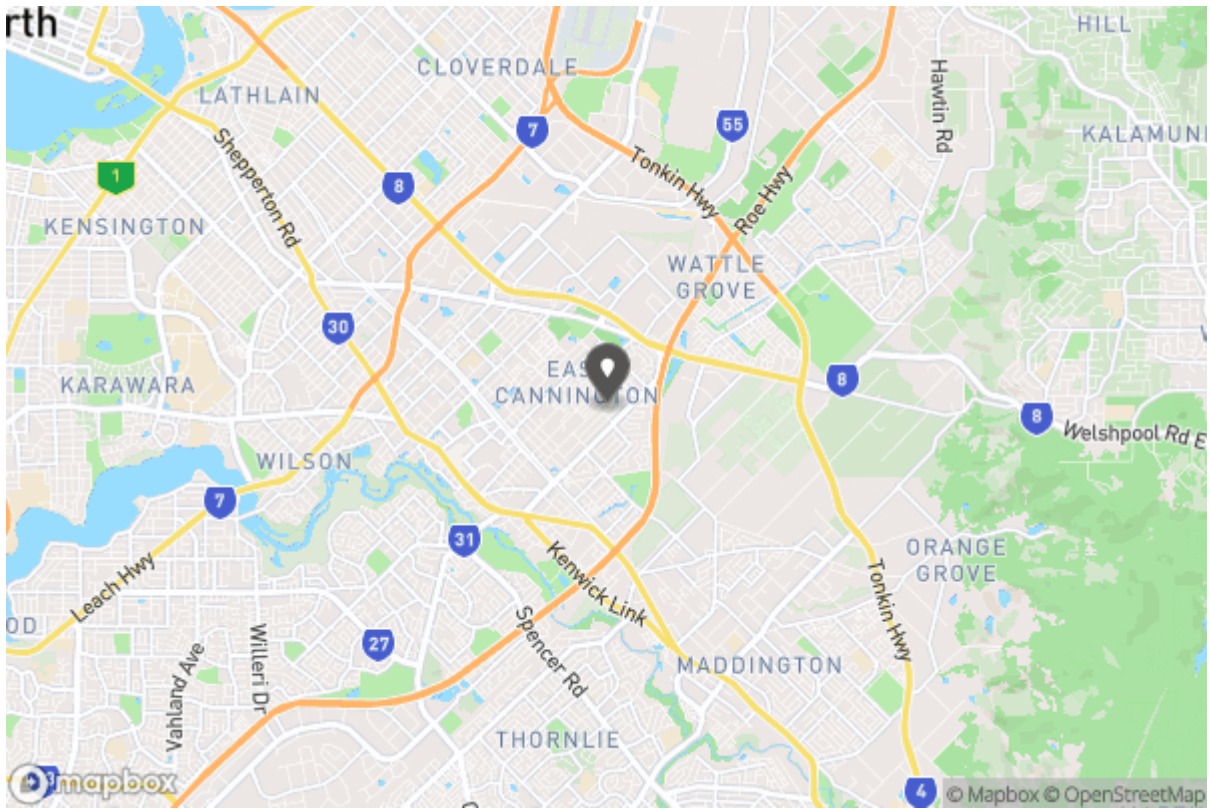 rth
HILL
CLOVERDALE
LATHLAIN
Hawtin Rd
55
7
KALAMUN
Tonkin Hwy
1
8
Shepperton Rd
Roe Hwy
KENSINGTON
WATTLE
GROVE
30
EAS
CANNINGTON
KARAWARA
8
8
Welshpool Rd E
WILSON
7
31
ORANGE
GROVE
Kenwick Link
Leach Hwy
Tonkin Hwy
OD
27
Spencer Rd
Willeri Dr
Vahland Ave
MADDINGTON
THORNLIE
3
mapbox
4
© Mapbox © OpenStreetMap